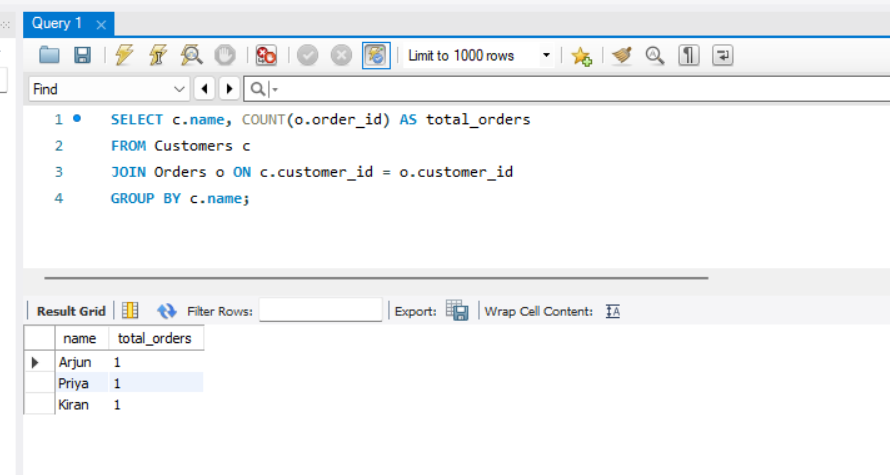 Query 1
Limit to 1000 rows
Find
1 SELECT c.name, COUNT(o.order_id) AS total_orders
2 FROM Customers c
3 JOIN Orders o ON c.customer_id = o.customer_id
4 GROUP BY c.name;
Result Grid Filter Rows: Export: Wrap Cell Content: IA
name total_orders
Arjun 1
Priya 1
Kiran 1